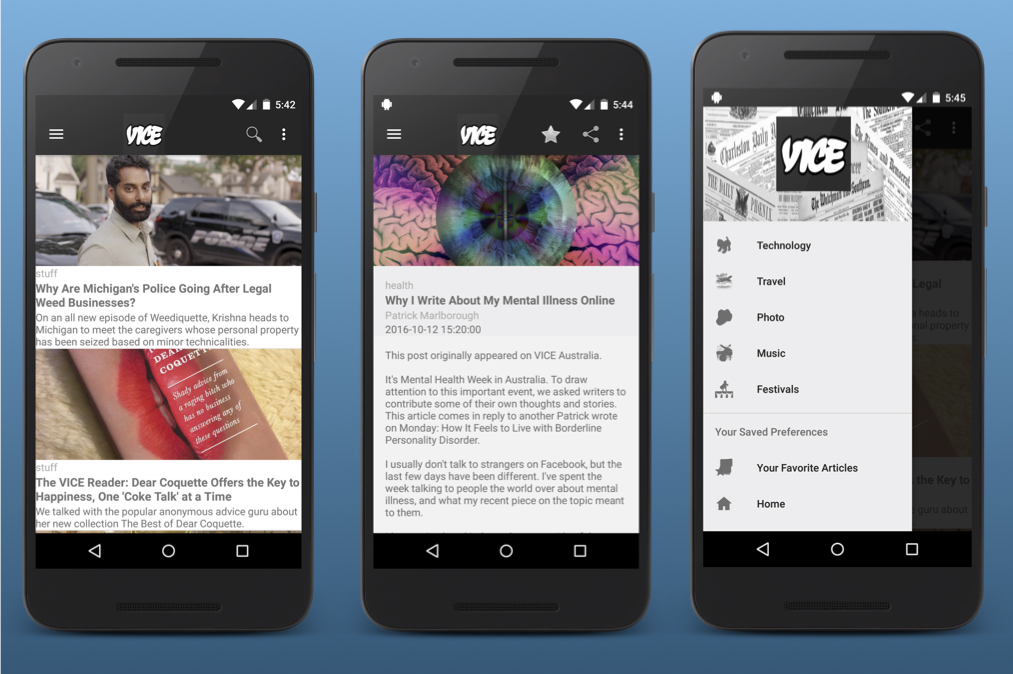 5:42
VICE
POLICE
stuff
Why Are Michigan's Police Going After Legal
Weed Businesses?
On an all new episode of Weediquette, Krishna heads to
Michigan to meet the caregivers whose personal property
has been seized based on minor technicalities.
DEAR
COQUETTE
Shady advice from
a raging bitch who
has no business
answering any of
these questions
stuff
The VICE Reader: Dear Coquette Offers the Key to
Happiness, One 'Coke Talk' at a Time
We talked with the popular anonymous advice guru about
her new collection The Best of Dear Coquette.
5:44
VICE
health
Why I Write About My Mental Illness Online
Patrick Marlborough
2016-10-12 15:20:00
This post originally appeared on VICE Australia.
It's Mental Health Week in Australia. To draw
attention to this important event, we asked writers to
contribute some of their own thoughts and stories.
This article comes in reply to another Patrick wrote
on Monday: How It Feels to Live with Borderline
Personality Disorder.
I usually don't talk to strangers on Facebook, but the
last few days have been different. I've spent the
week talking to people the world over about mental
illness, and what my recent piece on the topic meant
to them.
5:45
Charleston Daily
THE DAILY
PHOENIX
VICE
Technology
Travel
Photo
Music
Festivals
Your Saved Preferences
Your Favorite Articles
Home
Legal
heads to
al property
the Key to
guru about